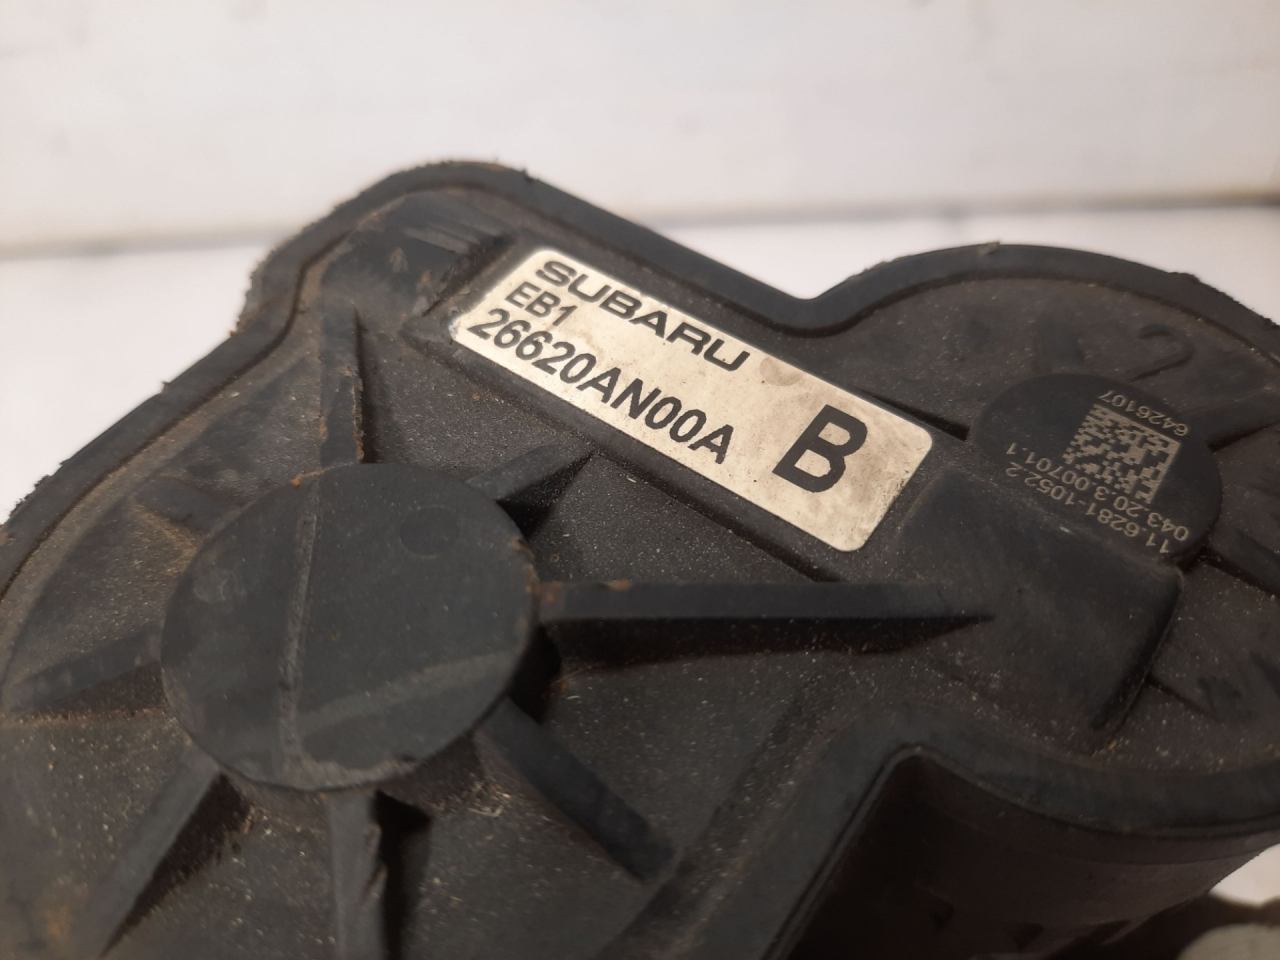 SUBARU
EB1
26620AN00A
B
6426107
11.6281-1052.2
043.20.3.00701.1